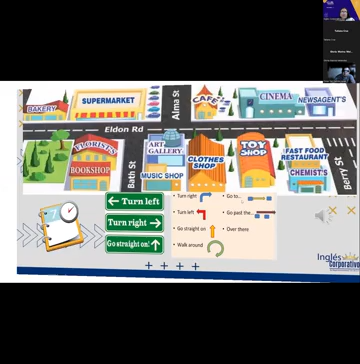 BAKERY
SUPERMARKET
Alma St
CAFÉ
CINEMA
NEWSAGENT'S
Eldon Rd
FLORIST'S
BOOKSHOP
Bath St
ART GALLERY
MUSIC SHOP
CLOTHES SHOP
TOY SHOP
FAST FOOD RESTAURANT
CHEMIST'S
Berry St
Turn left
Turn right
Go straight on!
Turn right
Turn left
Go straight on
Walk around
Go to...
Go past the...
Over there
Inglés
Corporativo